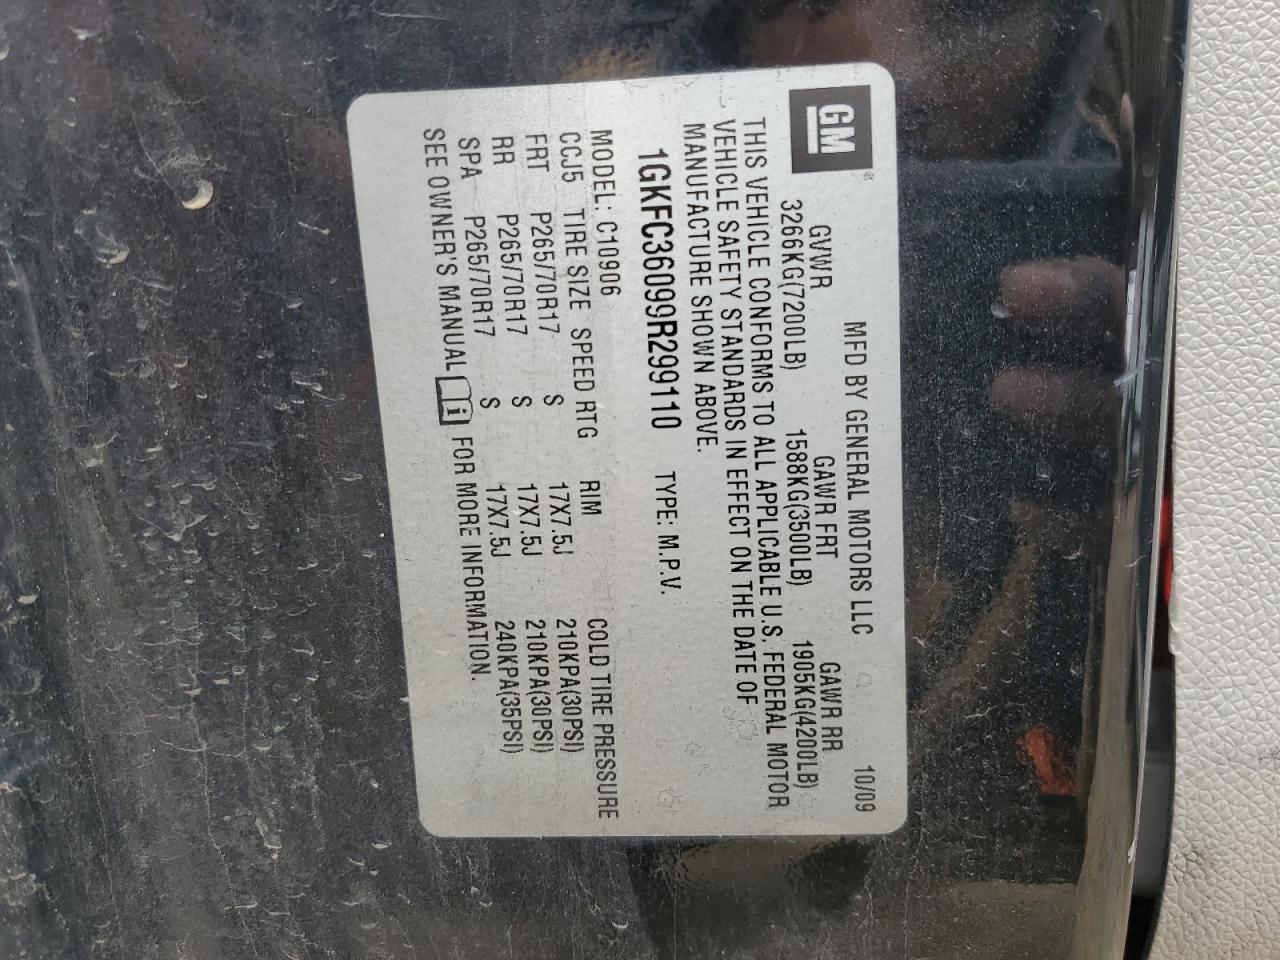 GM ®
MFD BY GENERAL MOTORS LLC 10/09
GVWR GAWR FRT GAWR RR
3266KG(7200LB) 1588KG(3500LB) 1905KG(4200LB)
THIS VEHICLE CONFORMS TO ALL APPLICABLE U.S. FEDERAL MOTOR
VEHICLE SAFETY STANDARDS IN EFFECT ON THE DATE OF
MANUFACTURE SHOWN ABOVE.
1GKFC36099R299110 TYPE: M.P.V.
MODEL: C10906
CCJ5 TIRE SIZE SPEED RTG RIM COLD TIRE PRESSURE
FRT P265/70R17 S 17X7.5J 210KPA(30PSI)
RR P265/70R17 S 17X7.5J 210KPA(30PSI)
SPA P265/70R17 S 17X7.5J 240KPA(35PSI)
SEE OWNER'S MANUAL i FOR MORE INFORMATION.